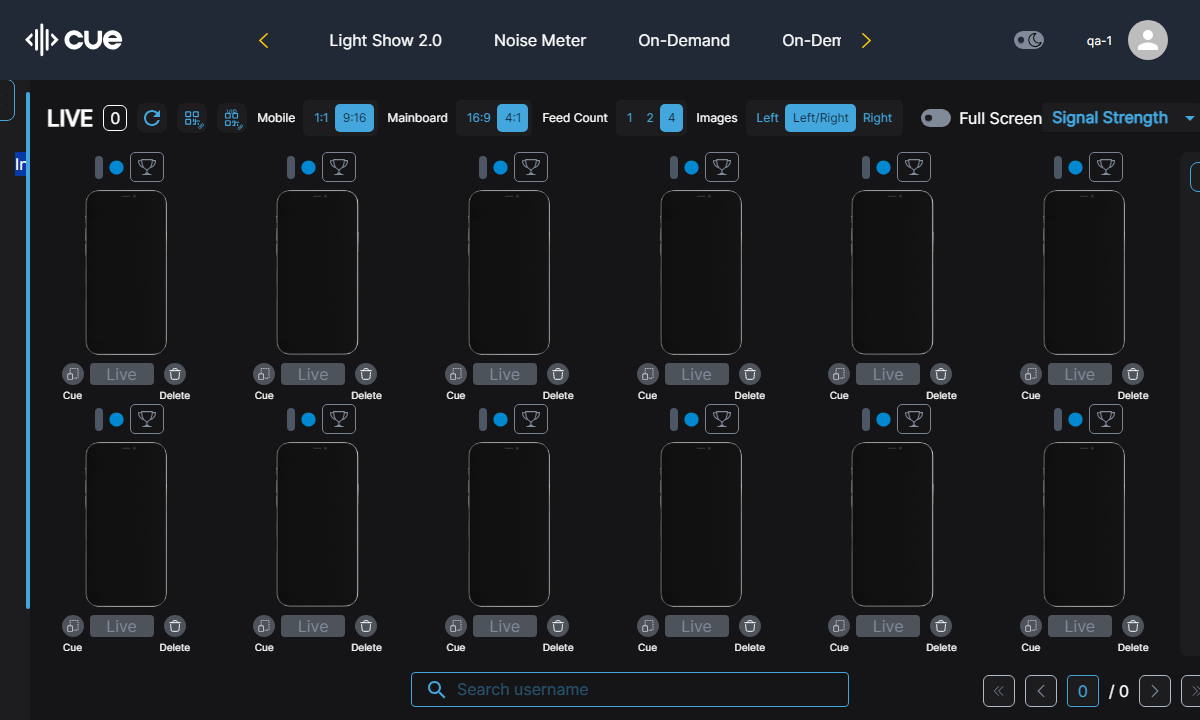 cue
Light Show 2.0 Noise Meter On-Demand On-Dem qa-1
LIVE 0 Mobile 1:1 9:16 Mainboard 16:9 4:1 Feed Count 1 2 4 Images Left Left/Right Right Full Screen Signal Strength
In
Live Live Live Live Live Live
Cue Delete Cue Delete Cue Delete Cue Delete Cue Delete Cue Delete
Live Live Live Live Live Live
Cue Delete Cue Delete Cue Delete Cue Delete Cue Delete Cue Delete
Search username 0 / 0